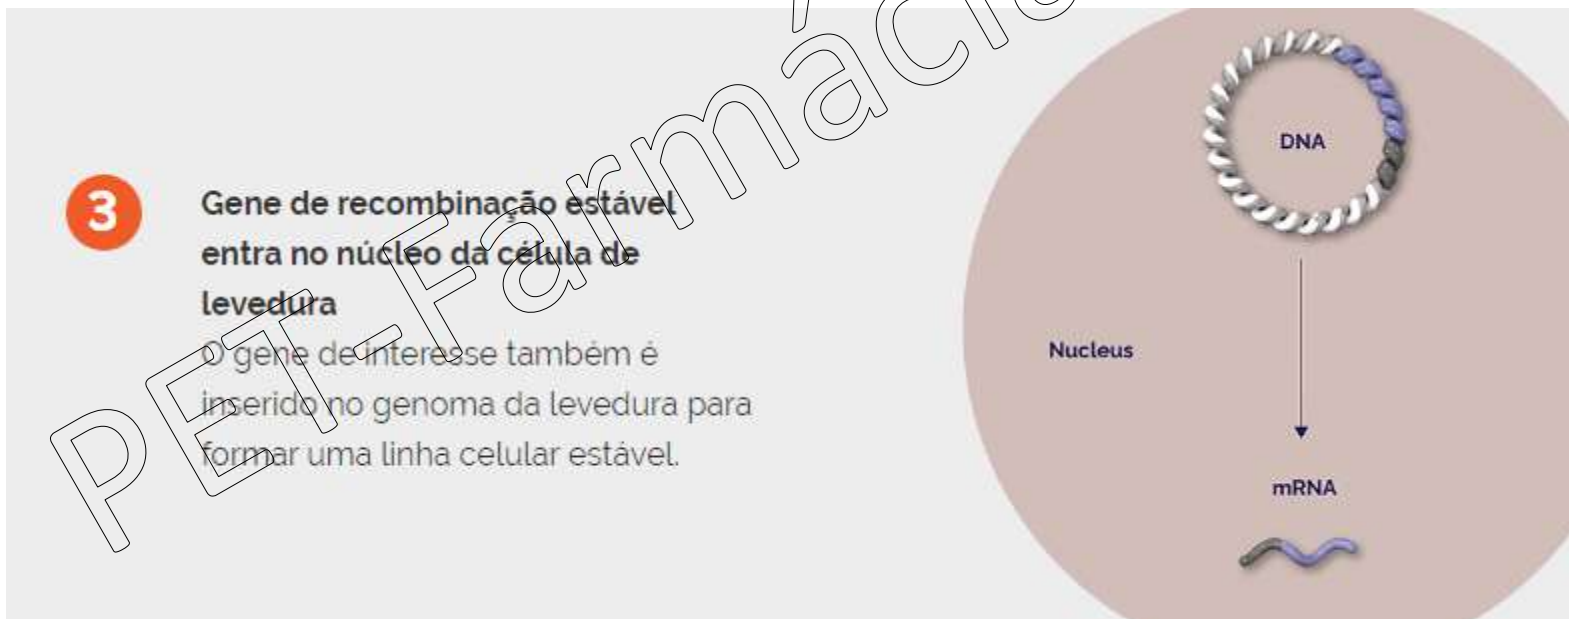 3
Gene de recombinação estável
entra no núcleo da célula de
levedura
O gene de interesse também é
inserido no genoma da levedura para
formar uma linha celular estável.
DNA
Nucleus
mRNA
PET-Farmáci